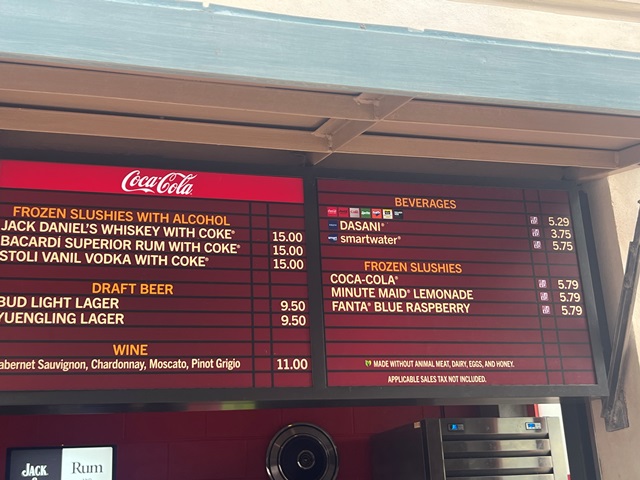 Coca-Cola
FROZEN SLUSHIES WITH ALCOHOL
JACK DANIEL'S WHISKEY WITH COKE® 15.00
BACARDÍ SUPERIOR RUM WITH COKE® 15.00
STOLI VANIL VODKA WITH COKE® 15.00
DRAFT BEER
BUD LIGHT LAGER 9.50
YUENGLING LAGER 9.50
WINE
abernet Sauvignon, Chardonnay, Moscato, Pinot Grigio 11.00
BEVERAGES
5.29
DASANI® 3.75
smartwater® 5.75
FROZEN SLUSHIES
COCA-COLA® 5.79
MINUTE MAID® LEMONADE 5.79
FANTA® BLUE RASPBERRY 5.79
MADE WITHOUT ANIMAL MEAT, DAIRY, EGGS, AND HONEY.
APPLICABLE SALES TAX NOT INCLUDED.
JACK
Rum